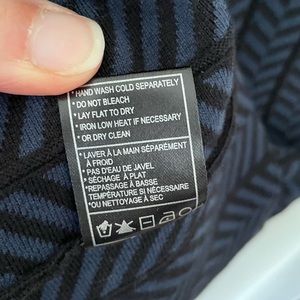 • HAND WASH COLD SEPARATELY
• DO NOT BLEACH
• LAY FLAT TO DRY
• IRON LOW HEAT IF NECESSARY
• OR DRY CLEAN
• LAVER À LA MAIN SÉPARÉMENT
À FROID
• PAS D'EAU DE JAVEL
• SÉCHAGE À PLAT
• REPASSAGE À BASSE
TEMPÉRATURE SI NÉCESSAIRE
• OU NETTOYAGE À SEC